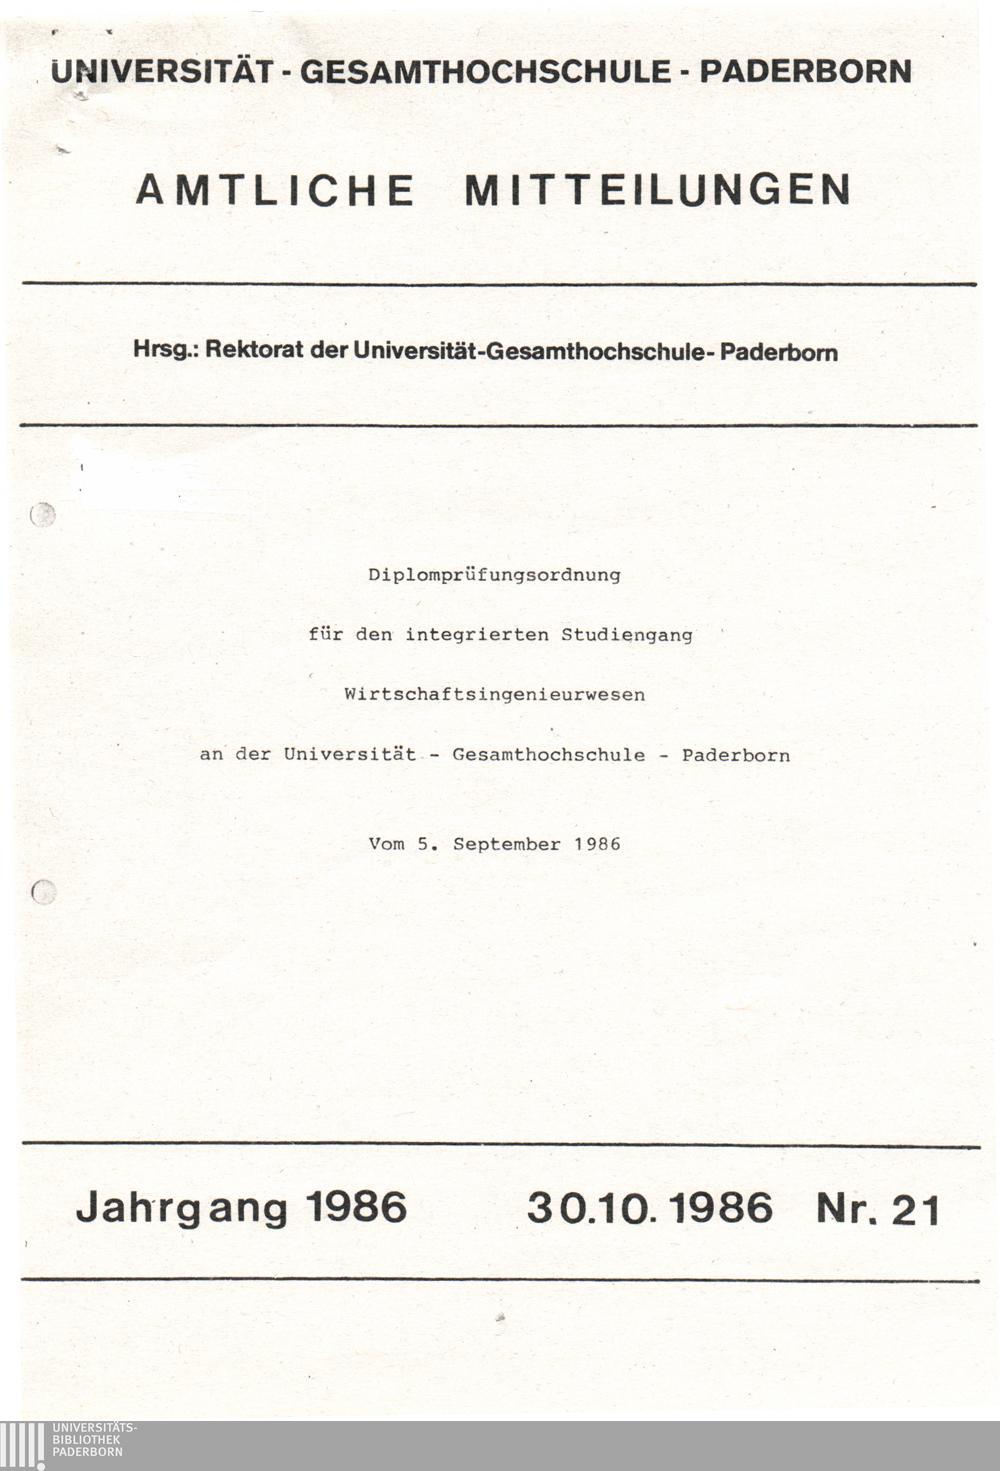 UNIVERSITÄT - GESAMTHOCHSCHULE - PADERBORN
AMTLICHE MITTEILUNGEN
Hrsg.: Rektorat der Universität-Gesamthochschule- Paderborn
Diplomprüfungsordnung
für den integrierten Studiengang
Wirtschaftsingenieurwesen
an der Universität - Gesamthochschule - Paderborn
Vom 5. September 1986
Jahrgang 1986 30.10.1986 Nr. 21
UNIVERSITÄTS-
BIBLIOTHEK
PADERBORN